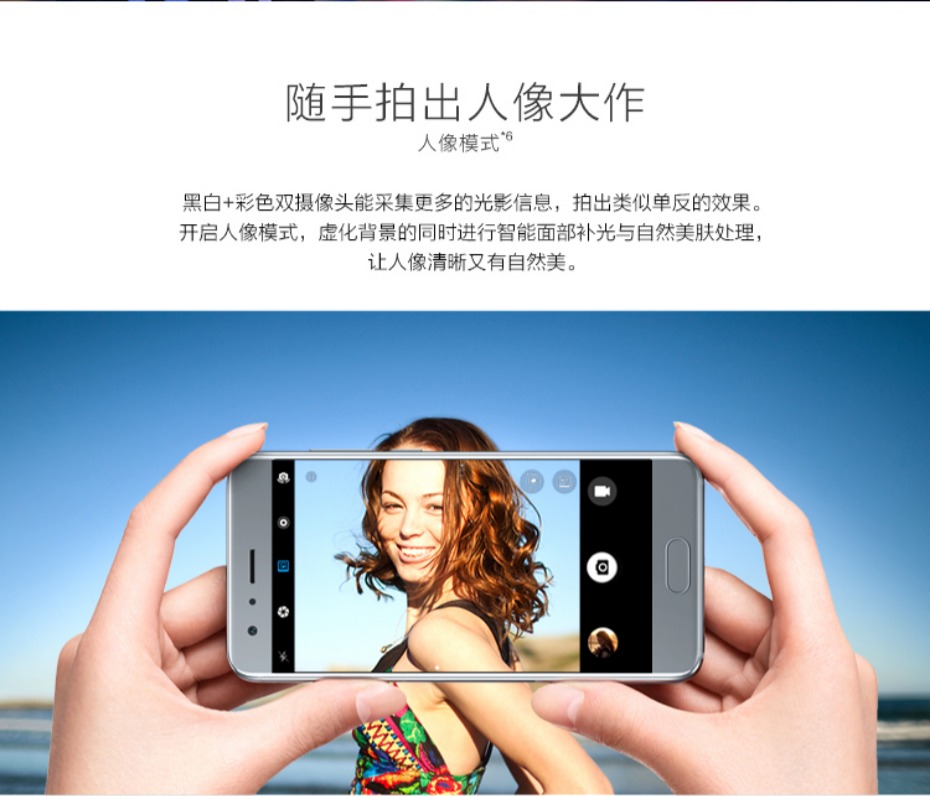 随手拍出人像大作
人像模式*6
黑白+彩色双摄像头能采集更多的光影信息，拍出类似单反的效果。
开启人像模式，虚化背景的同时进行智能面部补光与自然美肤处理，
让人像清晰又有自然美。